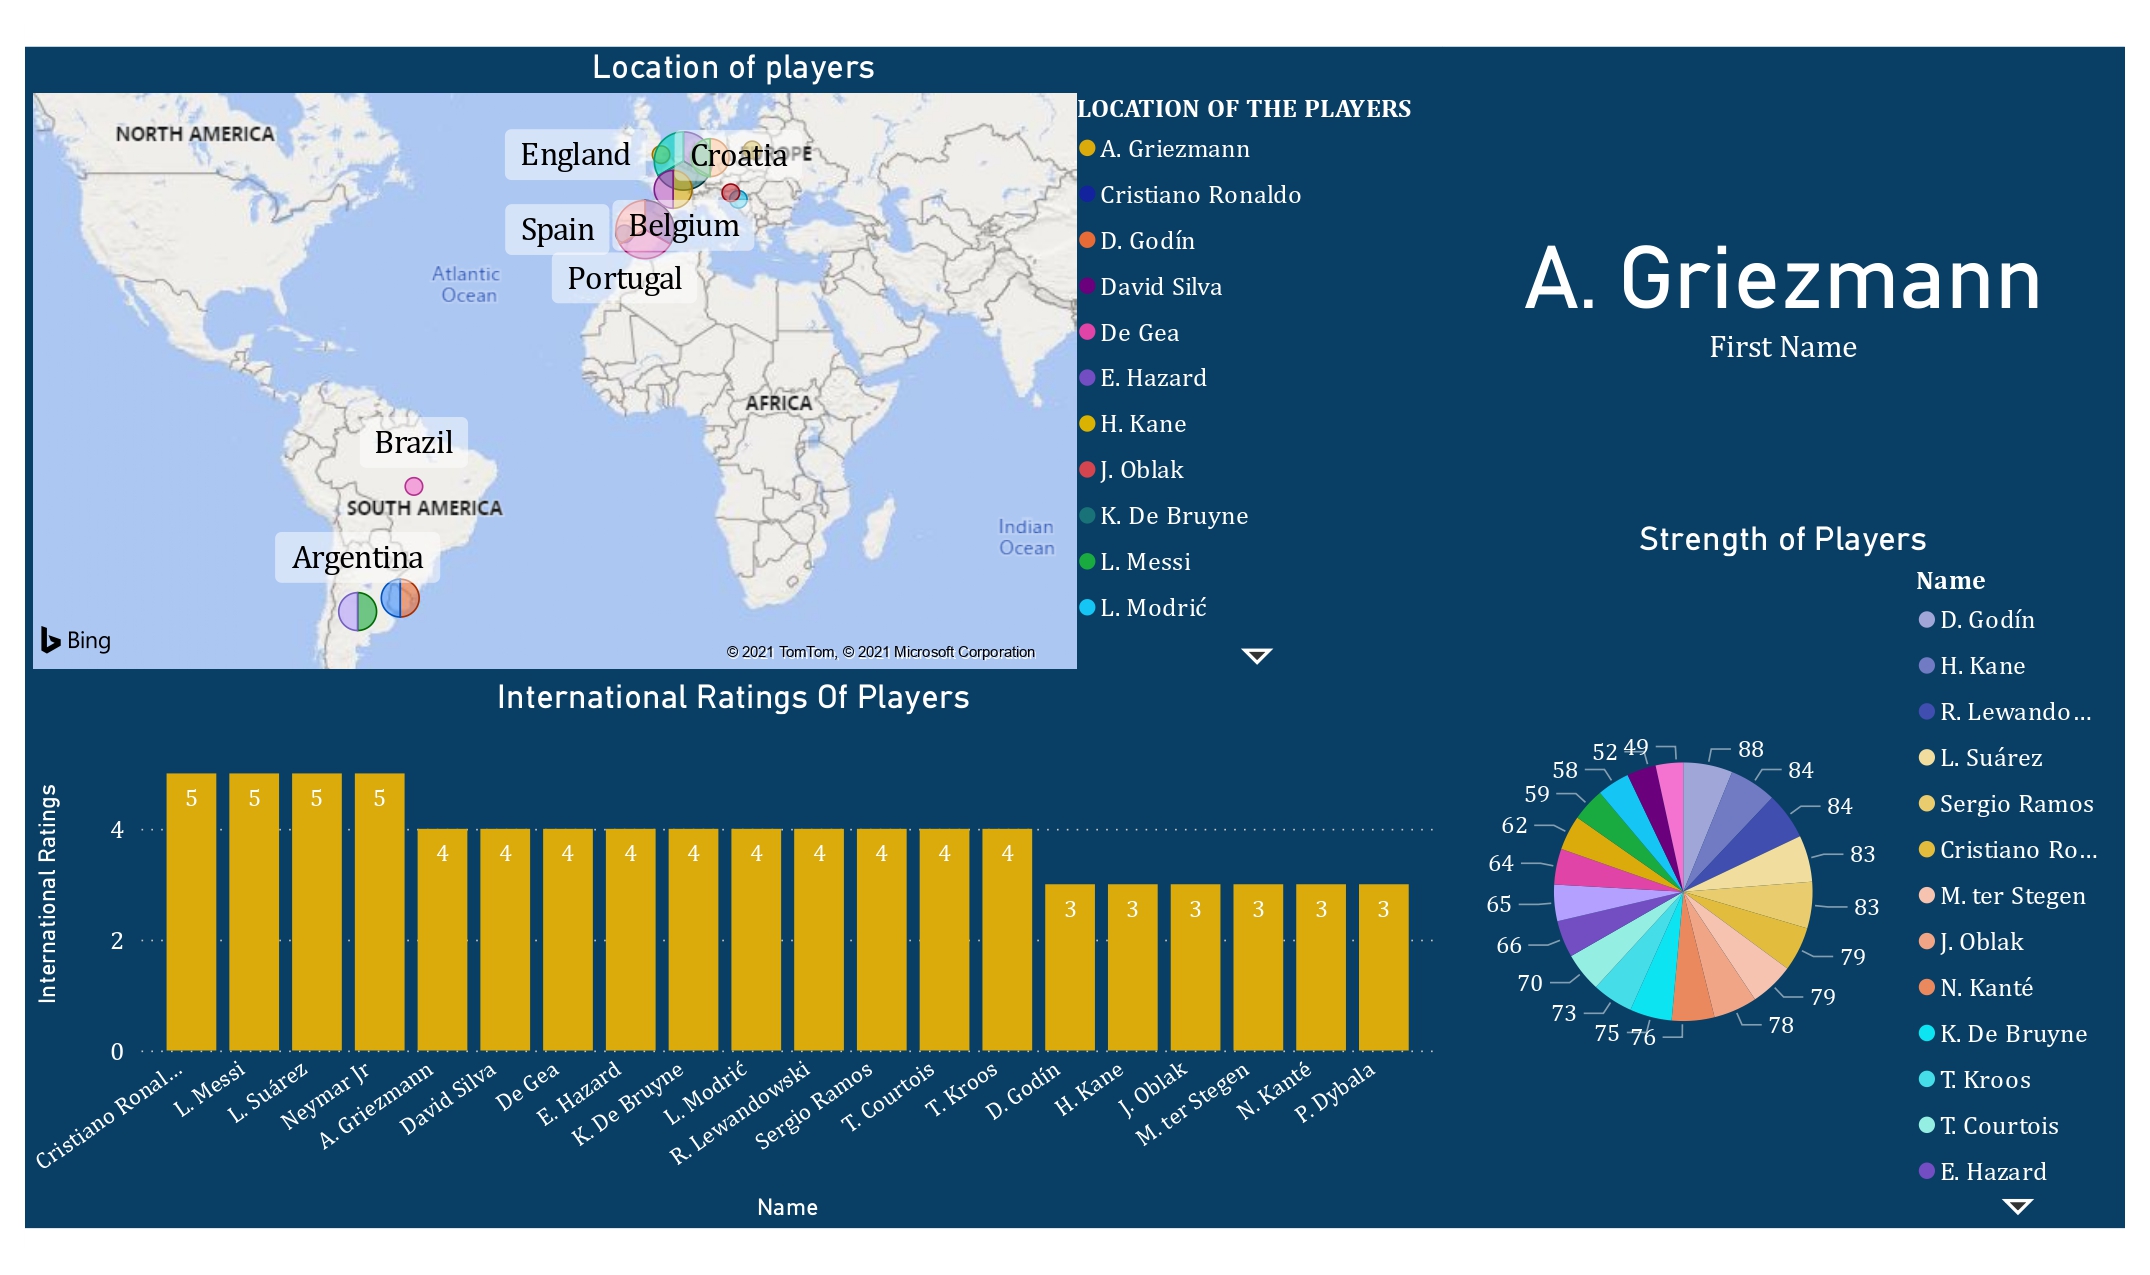 Location of players
NORTH AMERICA
England
Croatia
Spain
Belgium
Portugal
Atlantic
Ocean
AFRICA
Brazil
SOUTH AMERICA
Indian
Ocean
Argentina
Bing
© 2021 TomTom, © 2021 Microsoft Corporation
LOCATION OF THE PLAYERS
A. Griezmann
Cristiano Ronaldo
D. Godín
David Silva
De Gea
E. Hazard
H. Kane
J. Oblak
K. De Bruyne
L. Messi
L. Modrić
A. Griezmann
First Name
International Ratings Of Players
International Ratings
4
2
0
5
5
5
5
4
4
4
4
4
4
4
4
4
4
3
3
3
3
3
3
Cristiano Ronal...
L. Messi
L. Suárez
Neymar Jr
A. Griezmann
David Silva
De Gea
E. Hazard
K. De Bruyne
L. Modrić
R. Lewandowski
Sergio Ramos
T. Courtois
T. Kroos
D. Godín
H. Kane
J. Oblak
M. ter Stegen
N. Kanté
P. Dybala
Name
Strength of Players
88
84
84
83
83
79
79
78
76
75
73
70
66
65
64
62
59
58
52
49
Name
D. Godín
H. Kane
R. Lewando...
L. Suárez
Sergio Ramos
Cristiano Ro...
M. ter Stegen
J. Oblak
N. Kanté
K. De Bruyne
T. Kroos
T. Courtois
E. Hazard